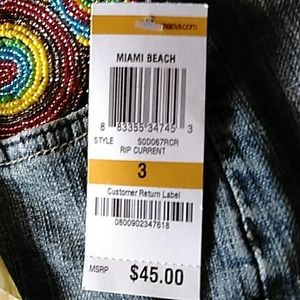 macys.com
MIAMI BEACH
8 83355 34745 3
STYLE S0D067RCR
RIP CURRENT
3
Customer Return Label
0800902347618
MSRP $45.00